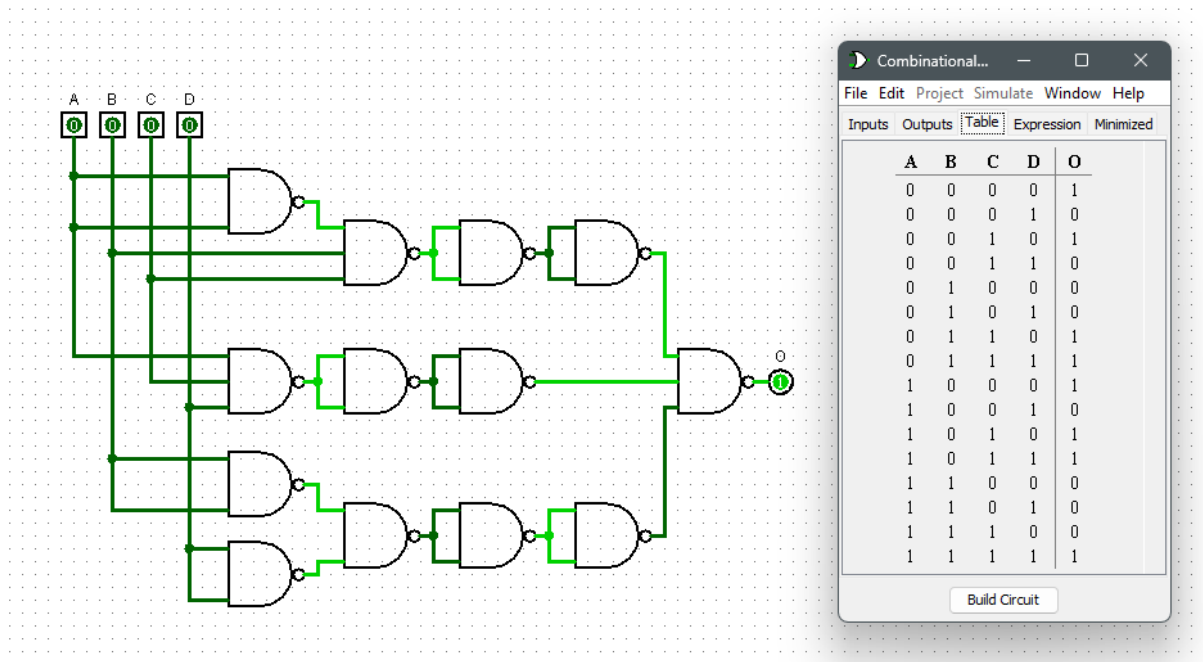 A B C D
0 0 0 0
O
1
Combinational...
File Edit Project Simulate Window Help
Inputs Outputs Table Expression Minimized
A B C D O
0 0 0 0 1
0 0 0 1 0
0 0 1 0 1
0 0 1 1 0
0 1 0 0 0
0 1 0 1 0
0 1 1 0 1
0 1 1 1 1
1 0 0 0 1
1 0 0 1 0
1 0 1 0 1
1 0 1 1 1
1 1 0 0 0
1 1 0 1 0
1 1 1 0 0
1 1 1 1 1
Build Circuit